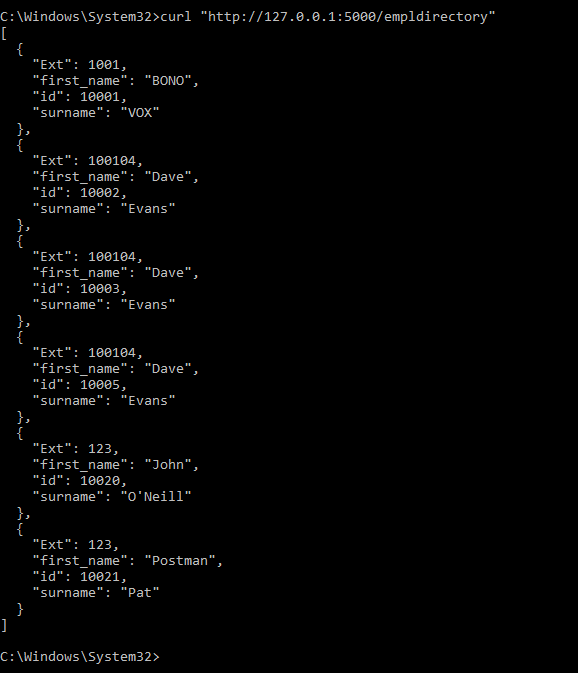 C:\Windows\System32>curl "http://127.0.0.1:5000/empldirectory"
[
  {
    "Ext": 1001,
    "first_name": "BONO",
    "id": 10001,
    "surname": "VOX"
  },
  {
    "Ext": 100104,
    "first_name": "Dave",
    "id": 10002,
    "surname": "Evans"
  },
  {
    "Ext": 100104,
    "first_name": "Dave",
    "id": 10003,
    "surname": "Evans"
  },
  {
    "Ext": 100104,
    "first_name": "Dave",
    "id": 10005,
    "surname": "Evans"
  },
  {
    "Ext": 123,
    "first_name": "John",
    "id": 10020,
    "surname": "O'Neill"
  },
  {
    "Ext": 123,
    "first_name": "Postman",
    "id": 10021,
    "surname": "Pat"
  }
]
C:\Windows\System32>